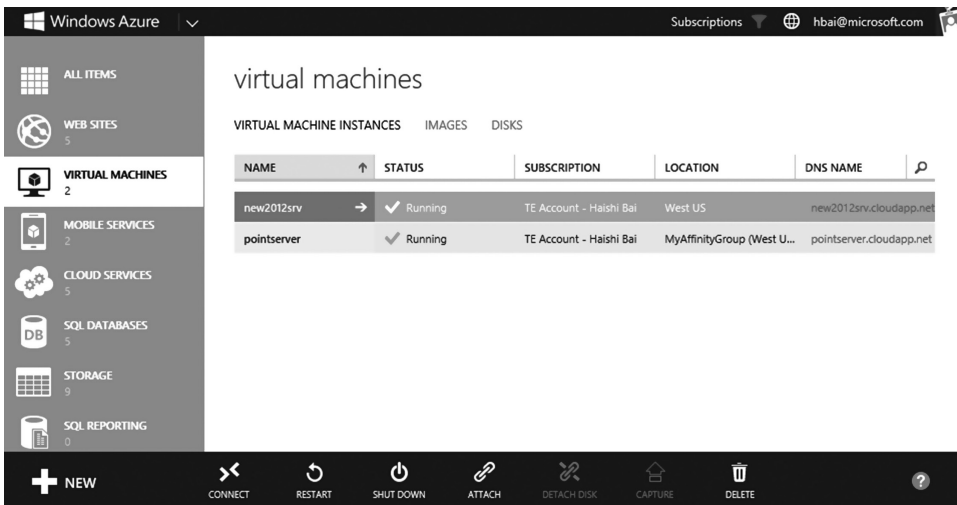 Windows Azure
Subscriptions hbai@microsoft.com
ALL ITEMS
WEB SITES
5
VIRTUAL MACHINES
2
MOBILE SERVICES
2
CLOUD SERVICES
5
SQL DATABASES
5
DB
STORAGE
9
SQL REPORTING
0
virtual machines
VIRTUAL MACHINE INSTANCES IMAGES DISKS
NAME STATUS SUBSCRIPTION LOCATION DNS NAME
new2012srv Running TE Account - Haishi Bai West US new2012srv.cloudapp.net
pointserver Running TE Account - Haishi Bai MyAffinityGroup (West U... pointserver.cloudapp.net
NEW CONNECT RESTART SHUT DOWN ATTACH DETACH DISK CAPTURE DELETE ?